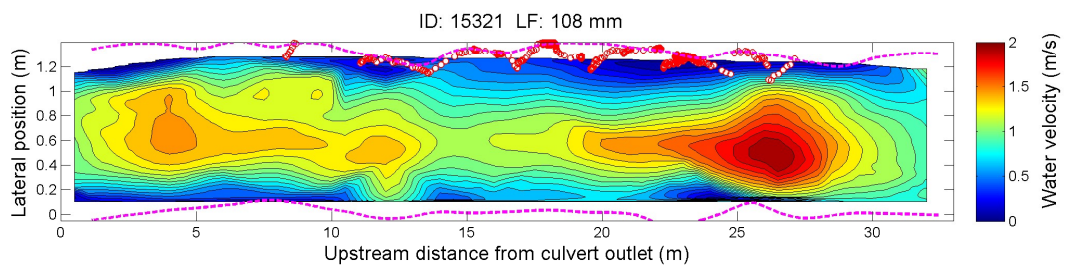 ID: 15321 LF: 108 mm
Lateral position (m)
1.2
1
0.8
0.6
0.4
0.2
0
0 5 10 15 20 25 30
Upstream distance from culvert outlet (m)
2
1.5
1
0.5
0
Water velocity (m/s)